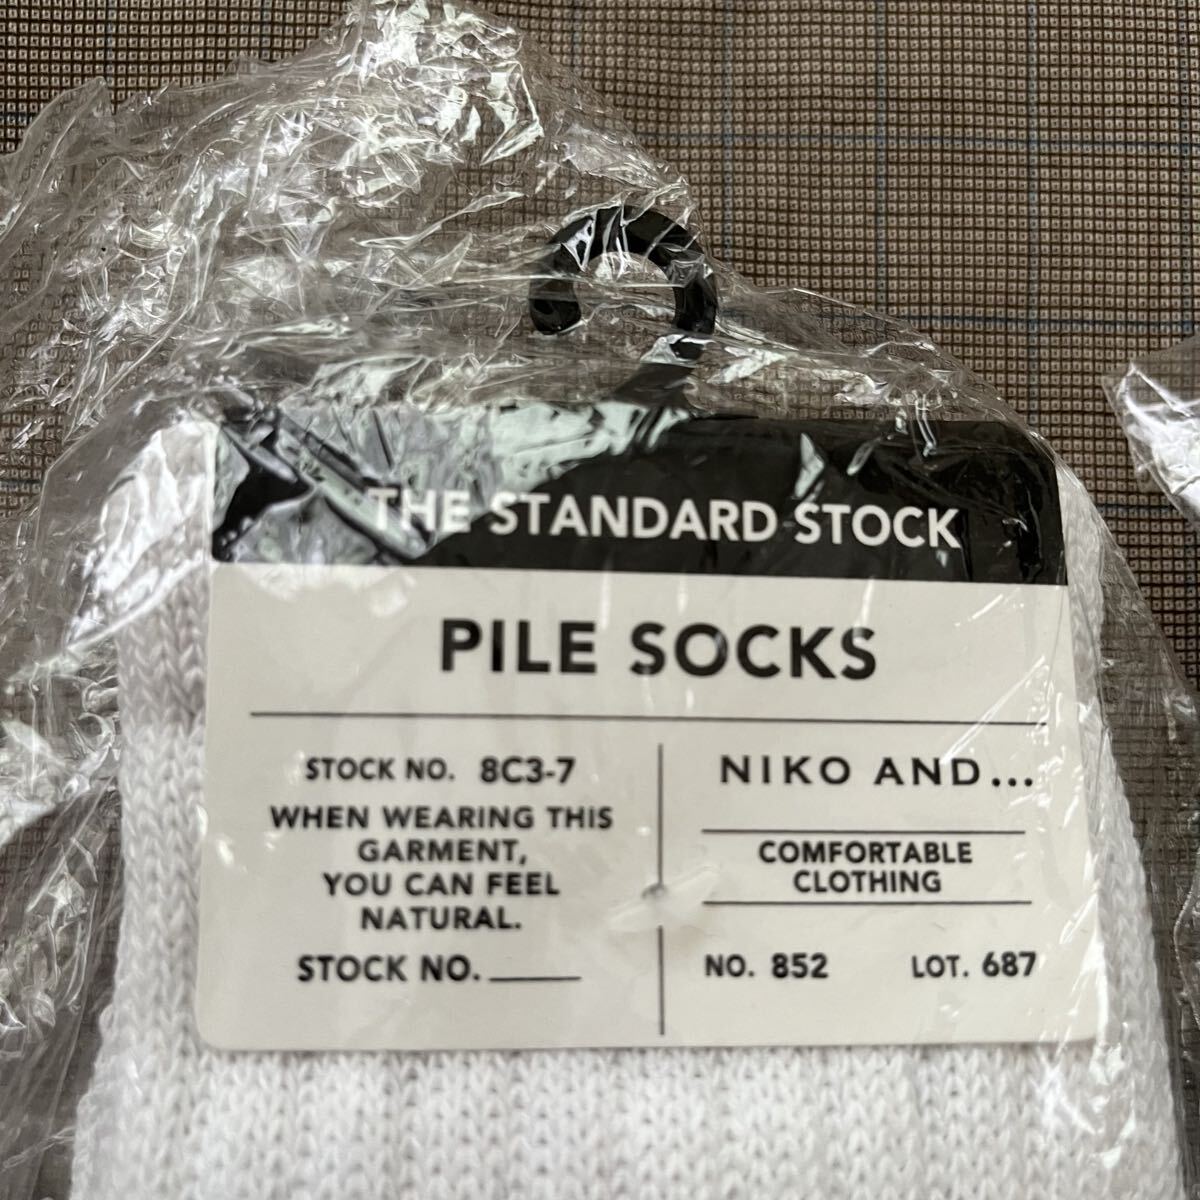 THE STANDARD STOCK
PILE SOCKS
STOCK NO. 8C3-7
WHEN WEARING THIS
GARMENT,
YOU CAN FEEL
NATURAL.
STOCK NO.____
NIKO AND...
COMFORTABLE
CLOTHING
NO. 852 LOT. 687